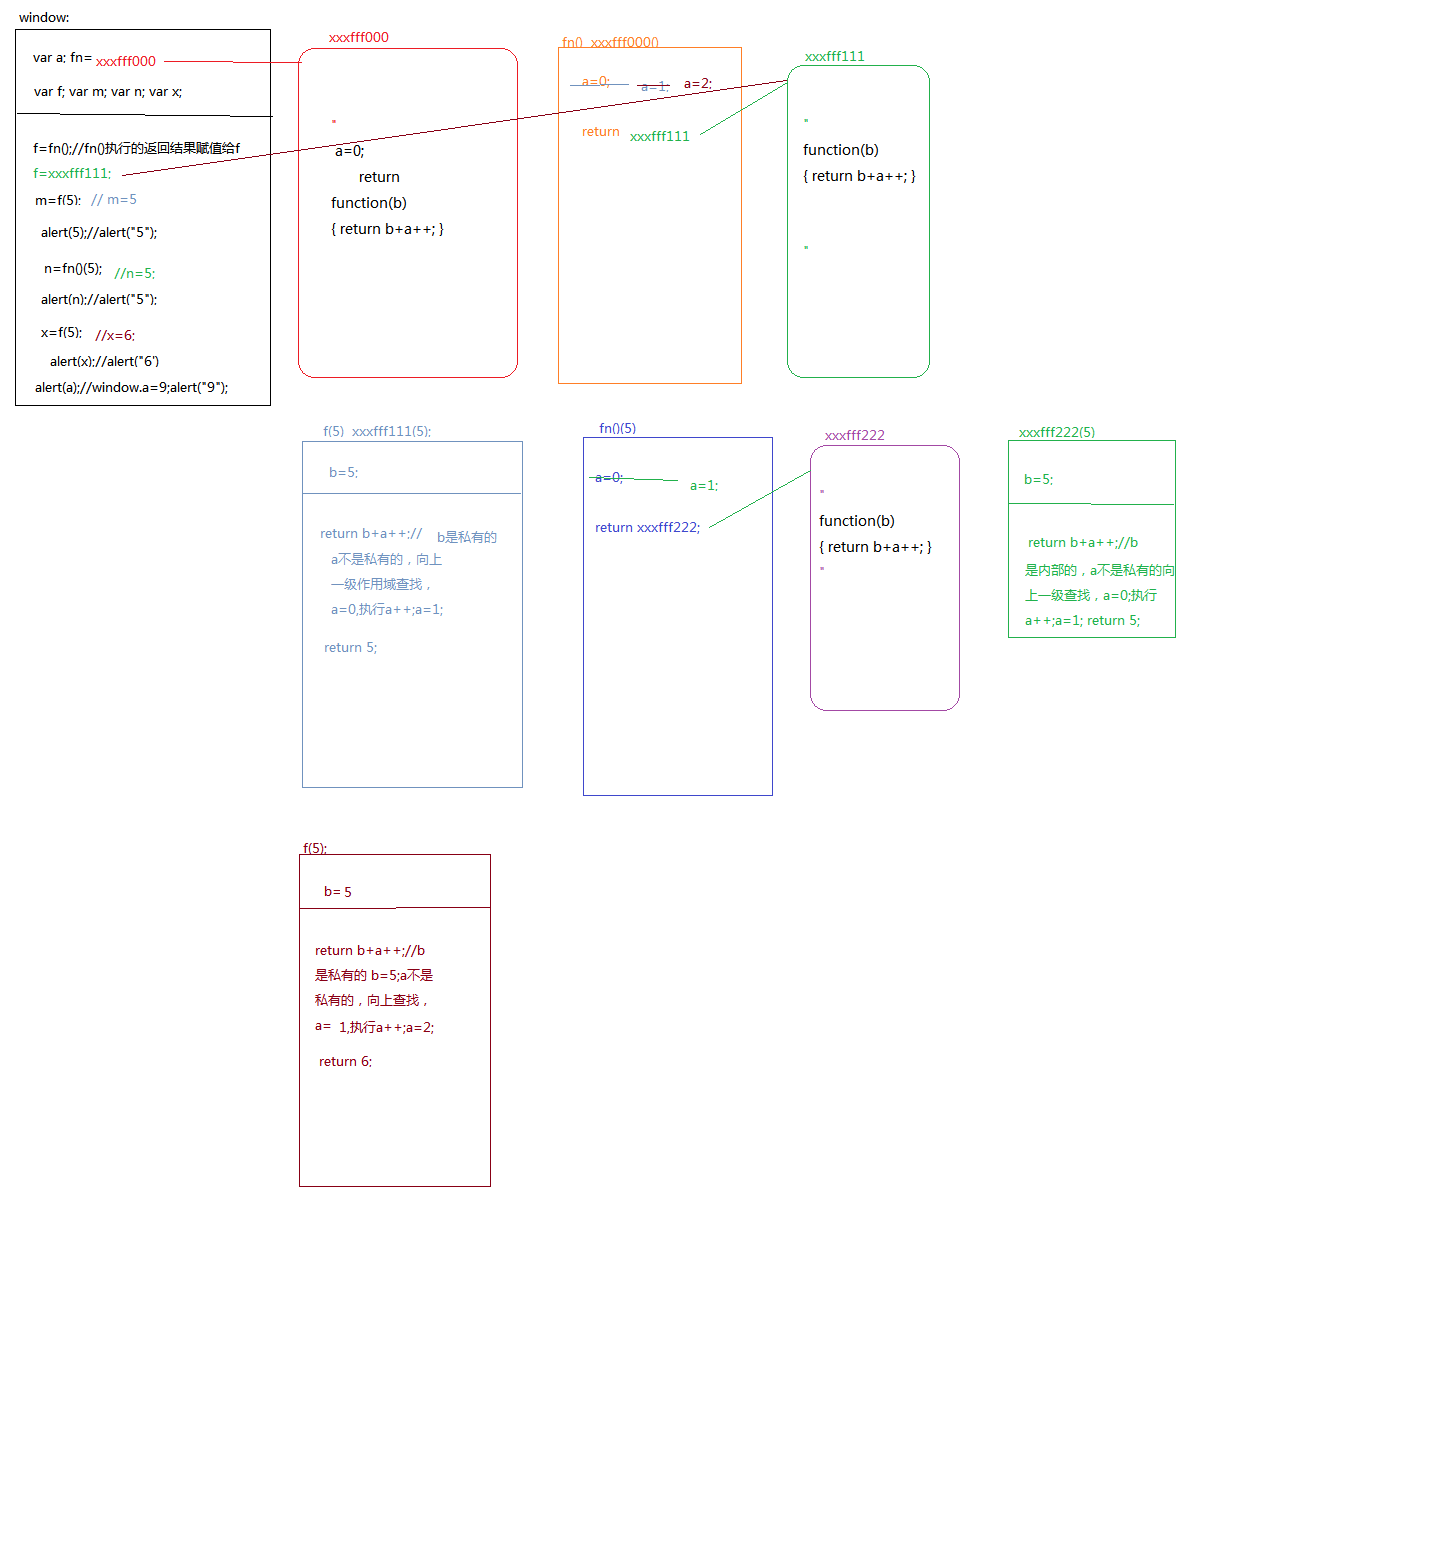 window:
var a; fn= xxxfff000
var f; var m; var n; var x;
f=fn();//fn()执行的返回结果赋值给f
f=xxxfff111;
m=f(5); // m=5
alert(5);//alert("5");
n=fn()(5); //n=5;
alert(n);//alert("5");
x=f(5); //x=6;
alert(x);//alert("6')
alert(a);//window.a=9;alert("9");
xxxfff000
"
a=0;
return
function(b)
{ return b+a++; }
fn() xxxfff000()
a=0; a=1; a=2;
return xxxfff111
xxxfff111
"
function(b)
{ return b+a++; }
"
f(5) xxxfff111(5);
b=5;
return b+a++;// b是私有的
a不是私有的，向上
一级作用域查找，
a=0,执行a++;a=1;
return 5;
fn()(5)
a=0; a=1;
return xxxfff222;
xxxfff222
"
function(b)
{ return b+a++; }
"
xxxfff222(5)
b=5;
return b+a++;//b
是内部的，a不是私有的向
上一级查找，a=0;执行
a++;a=1; return 5;
f(5);
b= 5
return b+a++;//b
是私有的 b=5;a不是
私有的，向上查找，
a= 1,执行a++;a=2;
return 6;